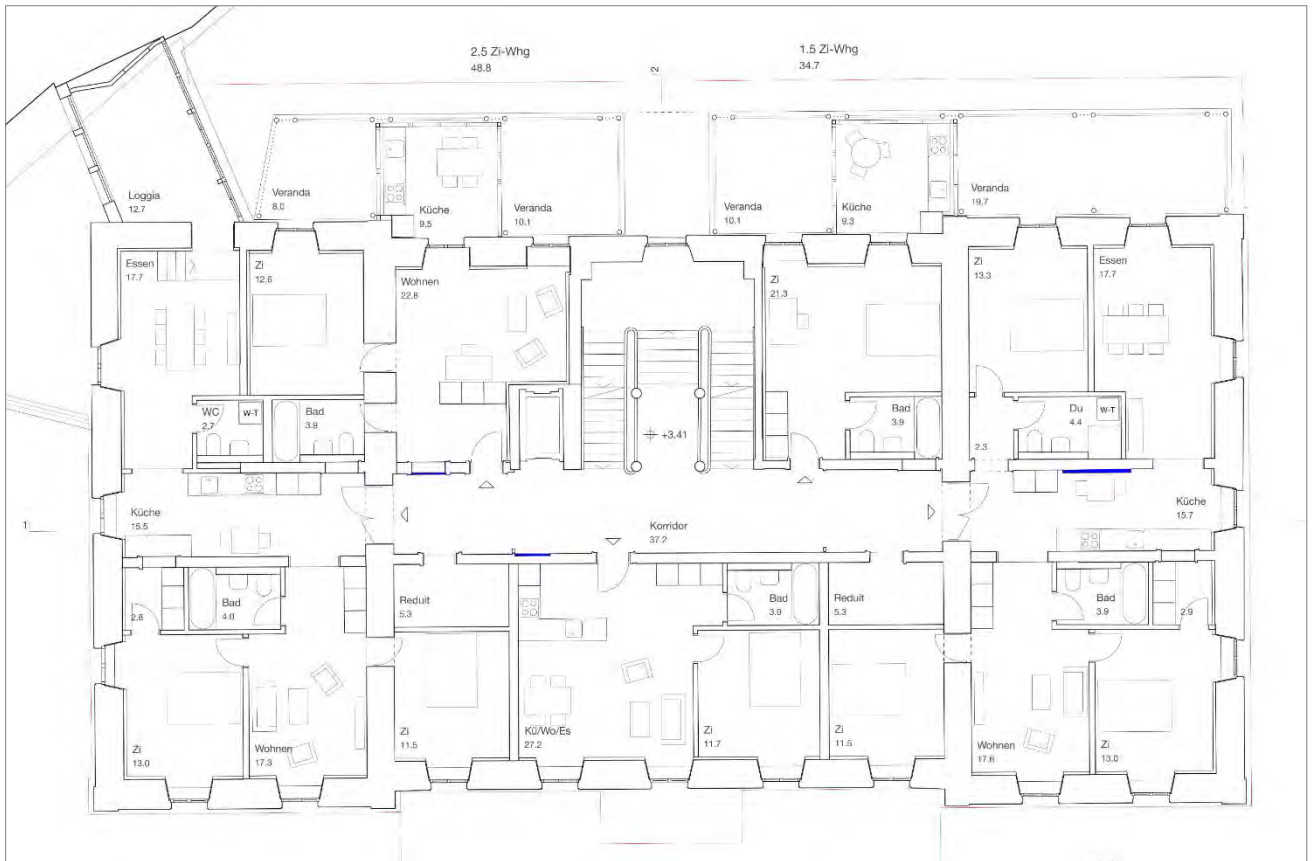 2.5 Zi-Whg
48.8
1.5 Zi-Whg
34.7
2
Loggia
12.7
Veranda
8.0
Küche
9.5
Veranda
10.1
Veranda
10.1
Küche
9.3
Veranda
19.7
Essen
17.7
Zi
12.6
Wohnen
22.8
Zi
21.3
Zi
13.3
Essen
17.7
WC
2.7
W-T
Bad
3.9
+3.41
Bad
3.9
2.3
Du
4.4
W-T
Küche
15.5
1
Korridor
37.2
Küche
15.7
2.8
Bad
4.0
Reduit
5.3
Bad
3.9
Reduit
5.3
Bad
3.9
2.9
Zi
13.0
Wohnen
17.3
Zi
11.5
Kü/Wo/Es
27.2
Zi
11.7
Zi
11.5
Wohnen
17.6
Zi
13.0